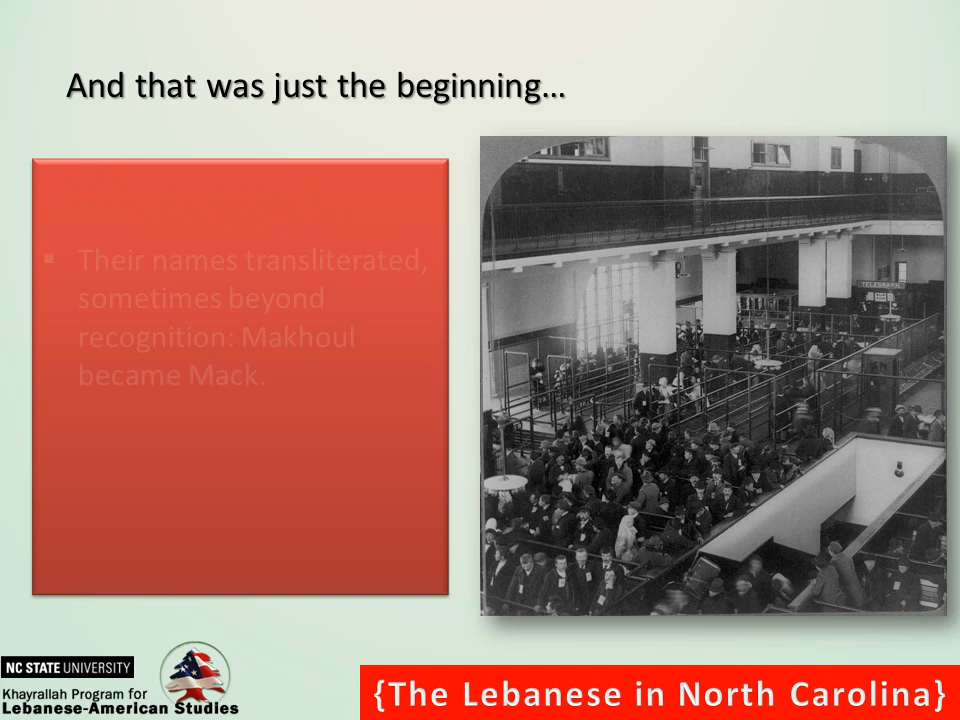 And that was just the beginning…
▪ Their names transliterated,
sometimes beyond
recognition: Makhoul
became Mack.
TELEGRAPH
NC STATE UNIVERSITY
Khayrallah Program for
Lebanese-American Studies
{The Lebanese in North Carolina}